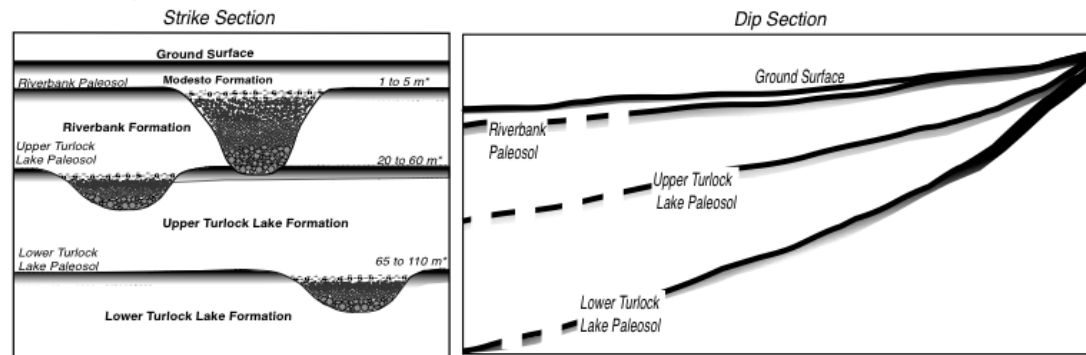 Strike Section
Ground Surface
Riverbank Paleosol
Modesto Formation
1 to 5 m*
Riverbank Formation
Upper Turlock
Lake Paleosol
20 to 60 m*
Upper Turlock Lake Formation
Lower Turlock
Lake Paleosol
65 to 110 m*
Lower Turlock Lake Formation
Dip Section
Ground Surface
Riverbank
Paleosol
Upper Turlock
Lake Paleosol
Lower Turlock
Lake Paleosol